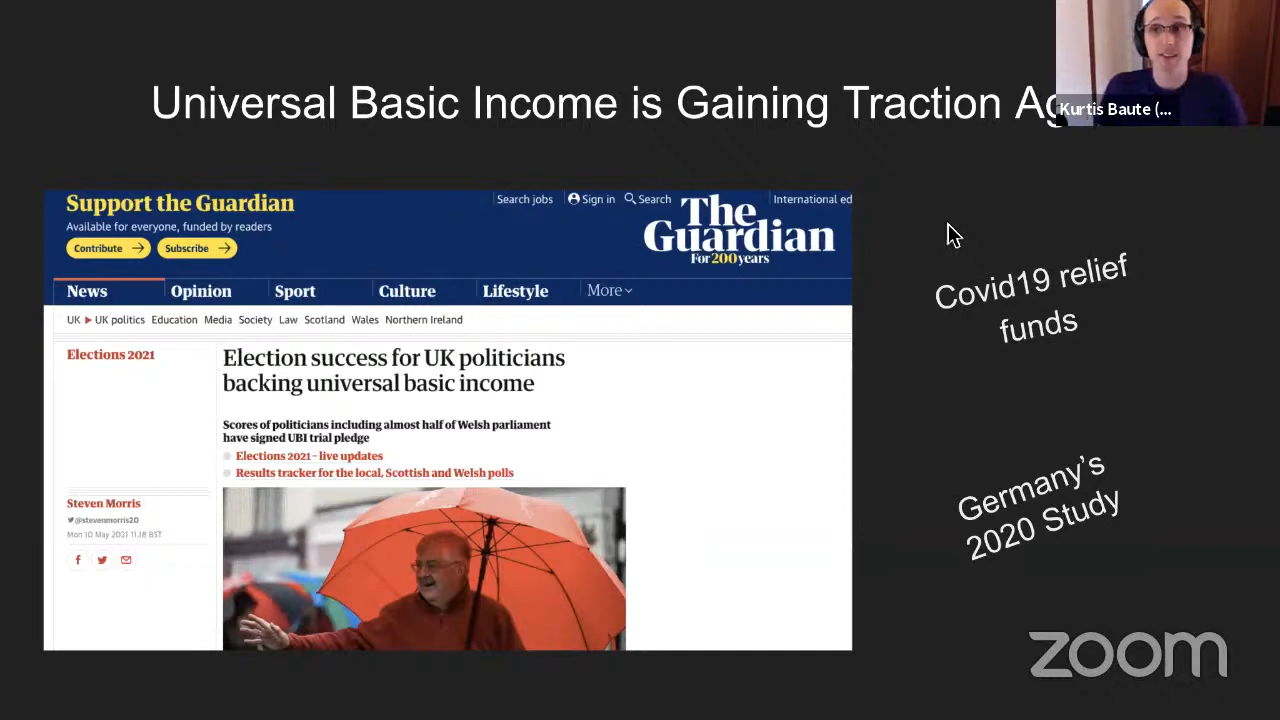 Universal Basic Income is Gaining Traction Ag
Kurtis Baute (...
Support the Guardian
Available for everyone, funded by readers
Contribute
Subscribe
Search jobs
Sign in
Search
International ed
The
Guardian
For 200 years
News
Opinion
Sport
Culture
Lifestyle
More
UK
UK politics
Education
Media
Society
Law
Scotland
Wales
Northern Ireland
Elections 2021
Election success for UK politicians
backing universal basic income
Scores of politicians including almost half of Welsh parliament
have signed UBI trial pledge
Elections 2021 – live updates
Results tracker for the local, Scottish and Welsh polls
Steven Morris
@stevenmorris20
Mon 10 May 2021 11.18 BST
Covid19 relief
funds
Germany's
2020 Study
zoom